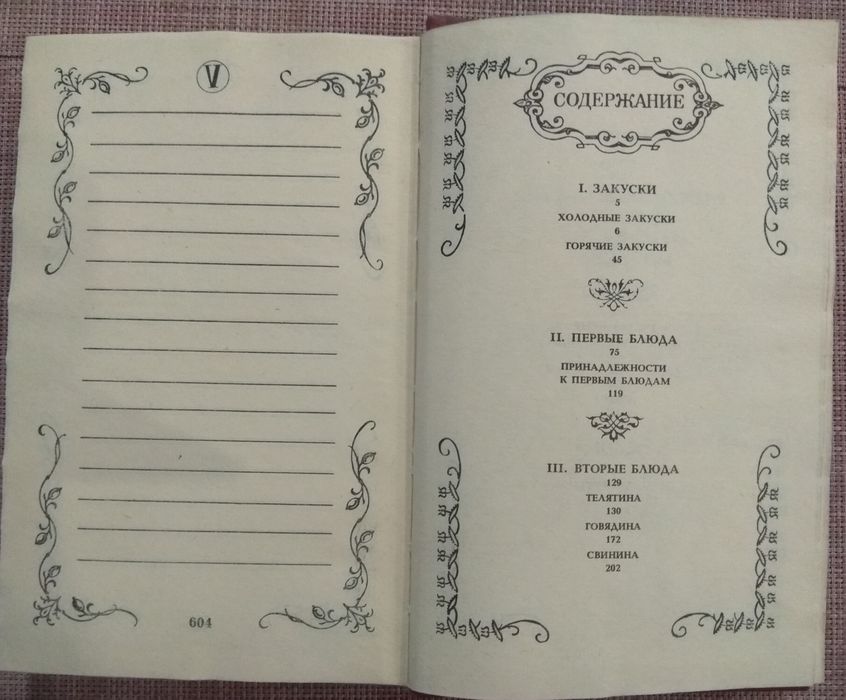 V
604
СОДЕРЖАНИЕ
I. ЗАКУСКИ
5
ХОЛОДНЫЕ ЗАКУСКИ
6
ГОРЯЧИЕ ЗАКУСКИ
45
II. ПЕРВЫЕ БЛЮДА
75
ПРИНАДЛЕЖНОСТИ
К ПЕРВЫМ БЛЮДАМ
119
III. ВТОРЫЕ БЛЮДА
129
ТЕЛЯТИНА
130
ГОВЯДИНА
172
СВИНИНА
202